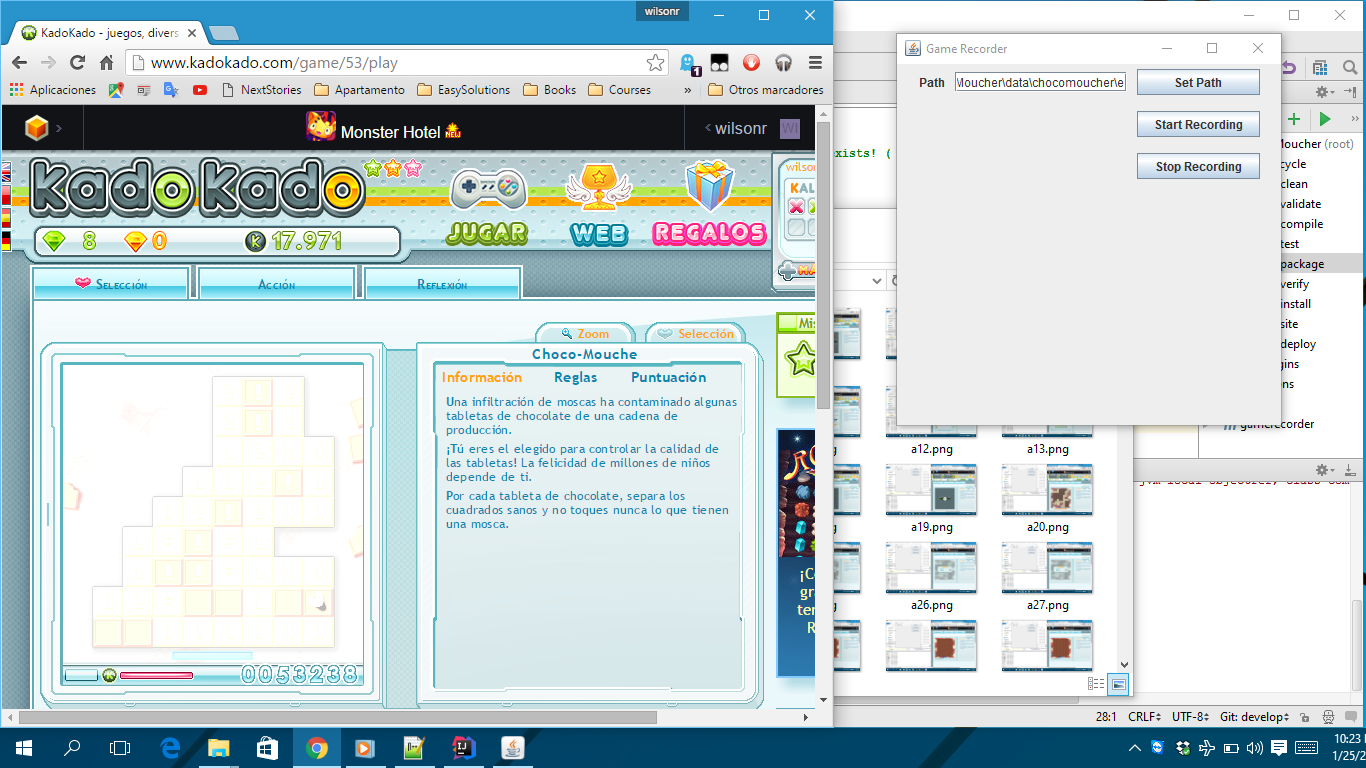 wilsonr
KadoKado - juegos, divers
www.kadokado.com/game/53/play
1
Aplicaciones
NextStories
Apartamento
EasySolutions
Books
Courses
»
Otros marcadores
Monster Hotel
wilsonr
WI
KadoKado
JUGAR
WEB
REGALOS
8
0
K
17.971
Selección
Acción
Reflexión
Zoom
Selección
Choco-Mouche
Información
Reglas
Puntuación
Una infiltración de moscas ha contaminado algunas
tabletas de chocolate de una cadena de
producción.
¡Tú eres el elegido para controlar la calidad de
las tabletas! La felicidad de millones de niños
depende de ti.
Por cada tableta de chocolate, separa los
cuadrados sanos y no toques nunca lo que tienen
una mosca.
0053238
Game Recorder
Path
Moucher\data\chocomoucher\e
Set Path
Start Recording
Stop Recording
exists! (
Moucher (root)
cycle
clean
validate
compile
test
package
verify
install
site
deploy
gins
ns
gamerecorder
a12.png
a13.png
a19.png
a20.png
a26.png
a27.png
28:1
CRLF
UTF-8
Git: develop
10:23
1/25/2